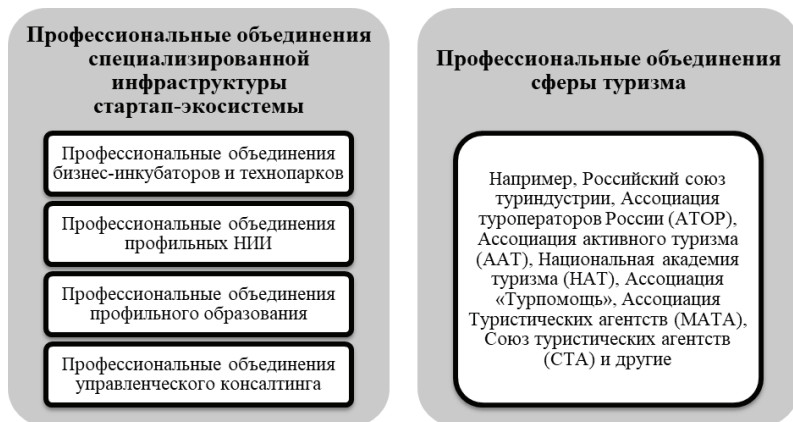 Профессиональные объединения
специализированной
инфраструктуры
стартап-экосистемы
Профессиональные объединения
бизнес-инкубаторов и технопарков
Профессиональные объединения
профильных НИИ
Профессиональные объединения
профильного образования
Профессиональные объединения
управленческого консалтинга
Профессиональные объединения
сферы туризма
Например, Российский союз
туриндустрии, Ассоциация
туроператоров России (АТОР),
Ассоциация активного туризма
(ААТ), Национальная академия
туризма (НАТ), Ассоциация
«Турпомощь», Ассоциация
Туристических агентств (МАТА),
Союз туристических агентств
(СТА) и другие